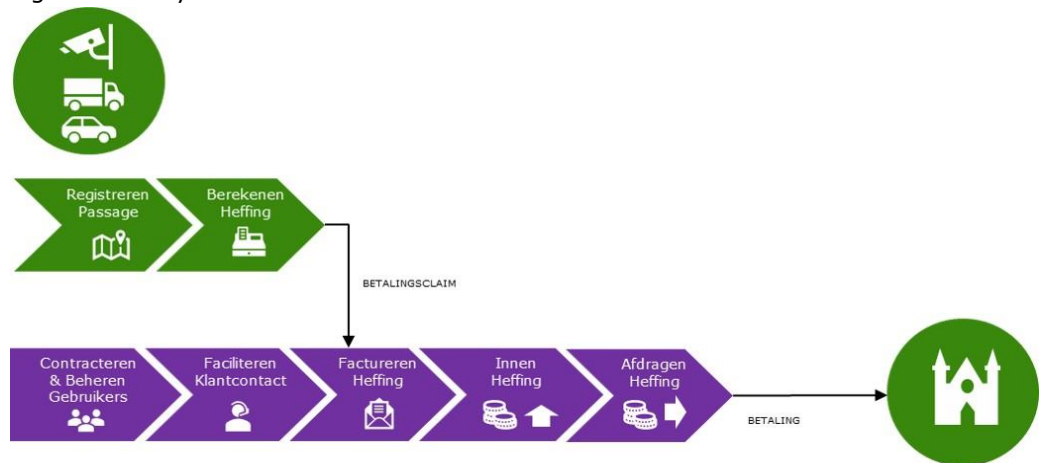 Registreren
Passage
Berekenen
Heffing
BETALINGSCLAIM
Contracteren
& Beheren
Gebruikers
Faciliteren
Klantcontact
Factureren
Heffing
Innen
Heffing
Afdragen
Heffing
BETALING